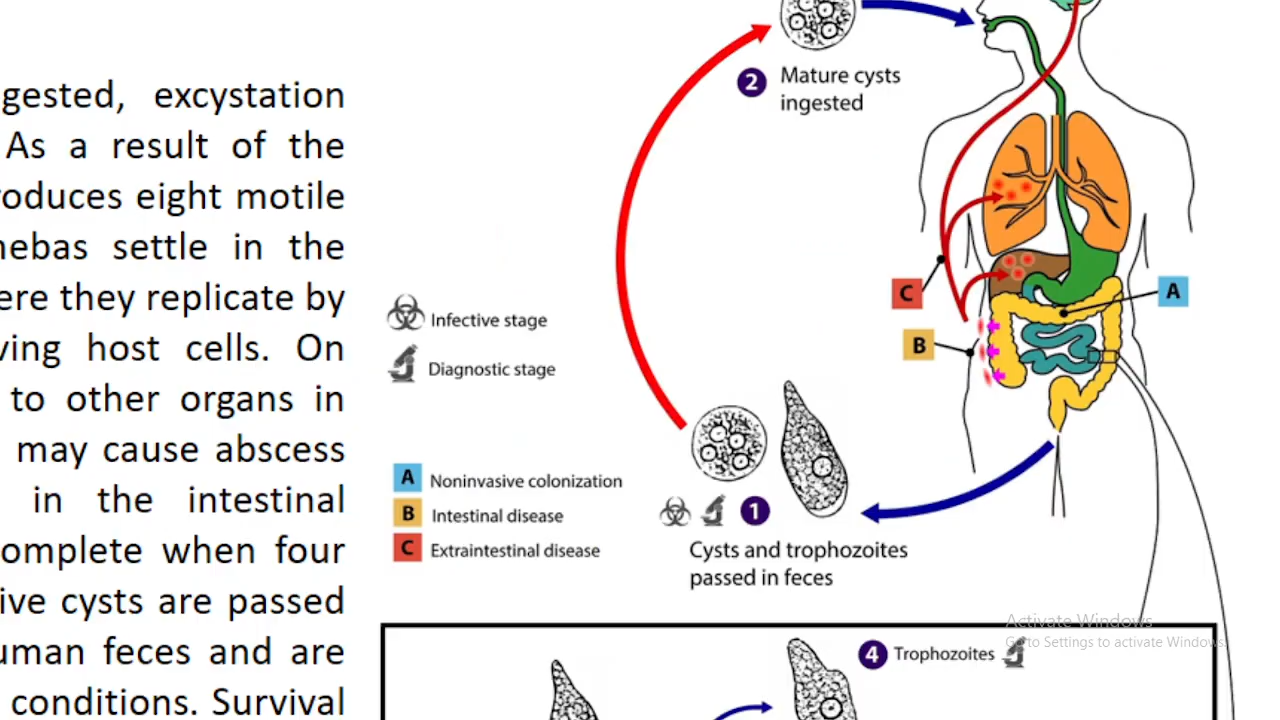 gested, excystation
As a result of the
roduces eight motile
nebas settle in the
ere they replicate by
ving host cells. On
to other organs in
may cause abscess
in the intestinal
omplete when four
ive cysts are passed
uman feces and are
conditions. Survival
2 Mature cysts
ingested
C
A
B
Infective stage
Diagnostic stage
A Noninvasive colonization
B Intestinal disease
C Extraintestinal disease
1
Cysts and trophozoites
passed in feces
4 Trophozoites
Activate Windows
Go to Settings to activate Windows.